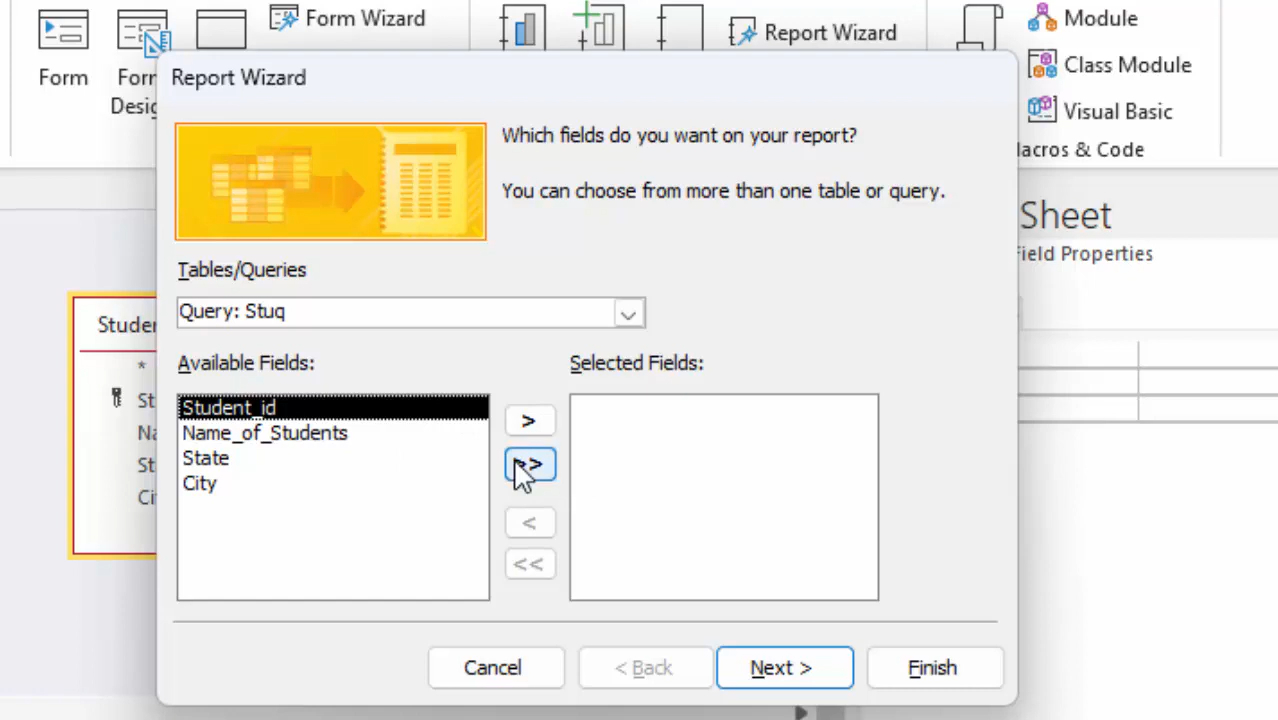 Form Wizard
Report Wizard
Module
Form
Class Module
Visual Basic
Macros & Code
Report Wizard
Which fields do you want on your report?
You can choose from more than one table or query.
Sheet
Field Properties
Tables/Queries
Query: Stuq
Available Fields:
Selected Fields:
*
Student_id
Name_of_Students
State
City
>
>>
<
<<
Cancel
< Back
Next >
Finish